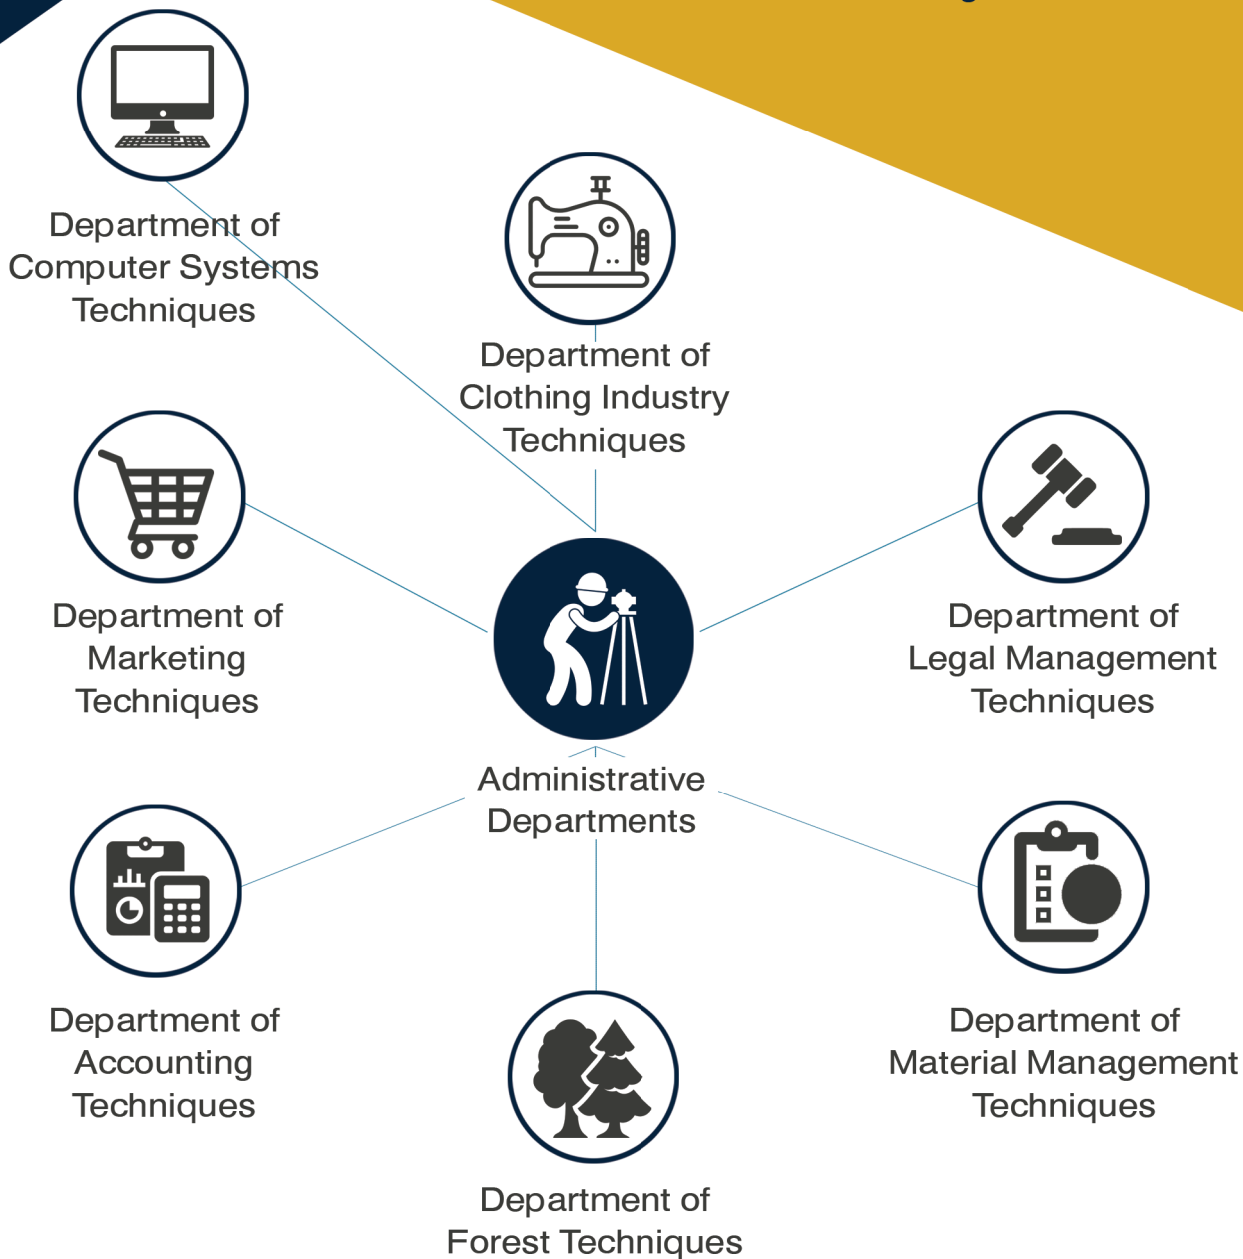 Department of
Computer Systems
Techniques
Department of
Clothing Industry
Techniques
Department of
Marketing
Techniques
Department of
Legal Management
Techniques
Administrative
Departments
Department of
Accounting
Techniques
Department of
Material Management
Techniques
Department of
Forest Techniques